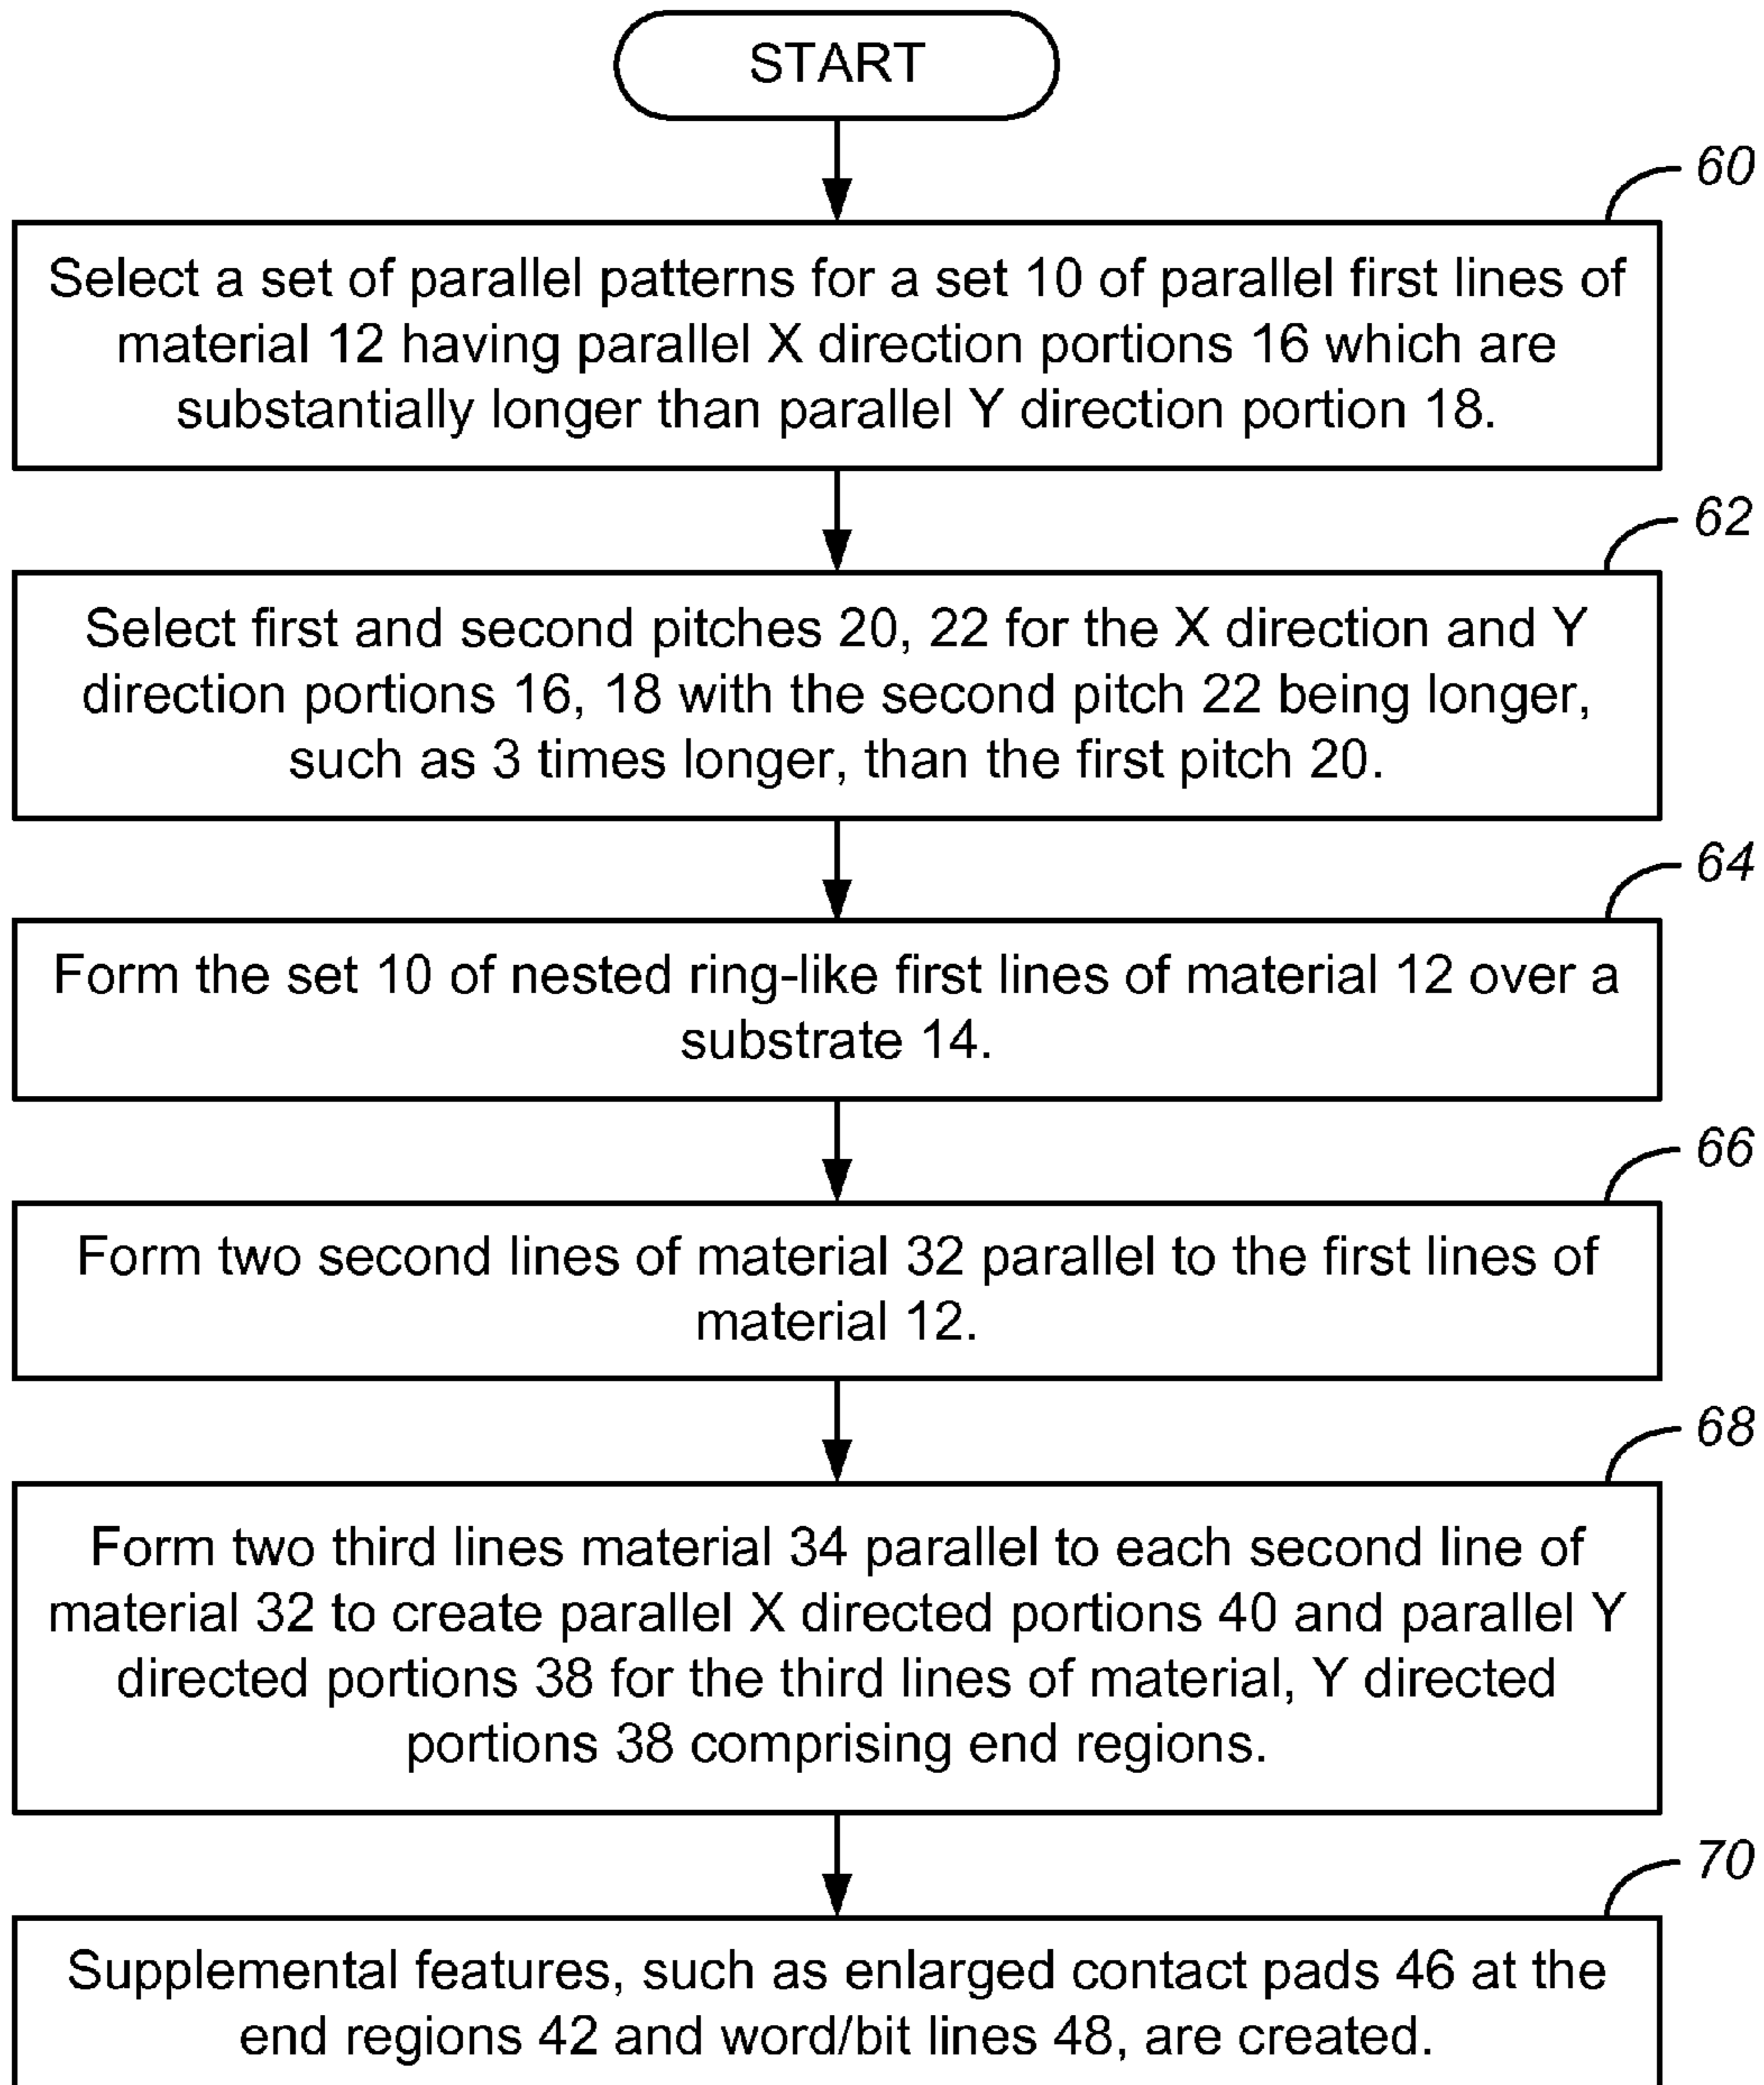 START
60
Select a set of parallel patterns for a set 10 of parallel first lines of
material 12 having parallel X direction portions 16 which are
substantially longer than parallel Y direction portion 18.
62
Select first and second pitches 20, 22 for the X direction and Y
direction portions 16, 18 with the second pitch 22 being longer,
such as 3 times longer, than the first pitch 20.
64
Form the set 10 of nested ring-like first lines of material 12 over a
substrate 14.
66
Form two second lines of material 32 parallel to the first lines of
material 12.
68
Form two third lines material 34 parallel to each second line of
material 32 to create parallel X directed portions 40 and parallel Y
directed portions 38 for the third lines of material, Y directed
portions 38 comprising end regions.
70
Supplemental features, such as enlarged contact pads 46 at the
end regions 42 and word/bit lines 48, are created.